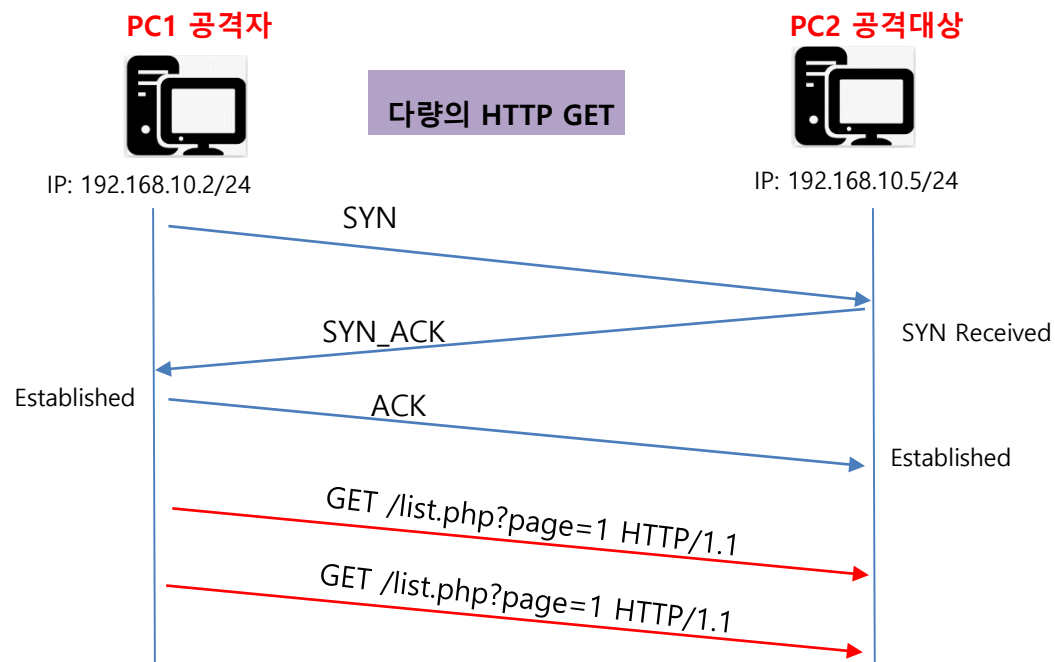 PC1 공격자
PC2 공격대상
다량의 HTTP GET
IP: 192.168.10.2/24
IP: 192.168.10.5/24
SYN
SYN_ACK
SYN Received
Established
ACK
Established
GET /list.php?page=1 HTTP/1.1
GET /list.php?page=1 HTTP/1.1